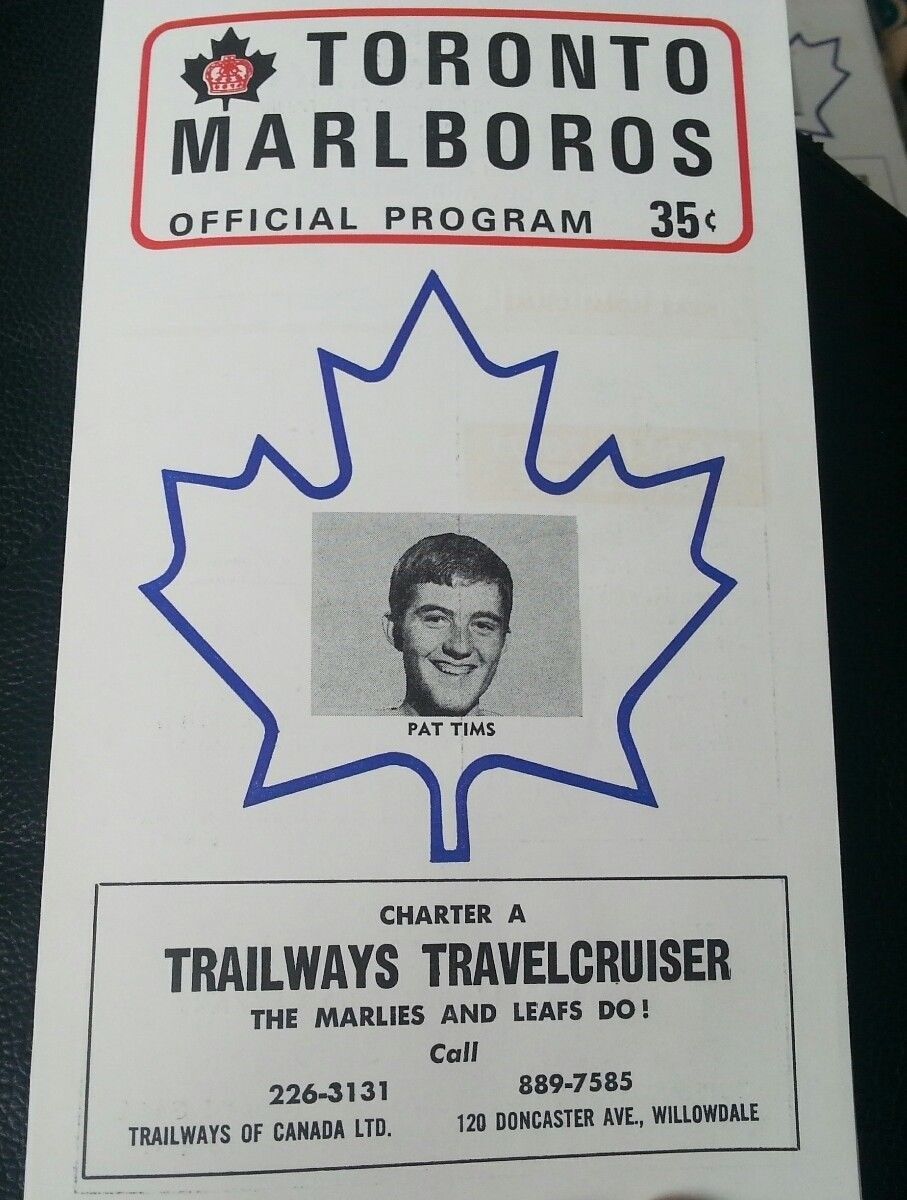 TORONTO
MARLBOROS
OFFICIAL PROGRAM 35¢
PAT TIMS
CHARTER A
TRAILWAYS TRAVELCRUISER
THE MARLIES AND LEAFS DO!
Call
226-3131 889-7585
TRAILWAYS OF CANADA LTD. 120 DONCASTER AVE., WILLOWDALE